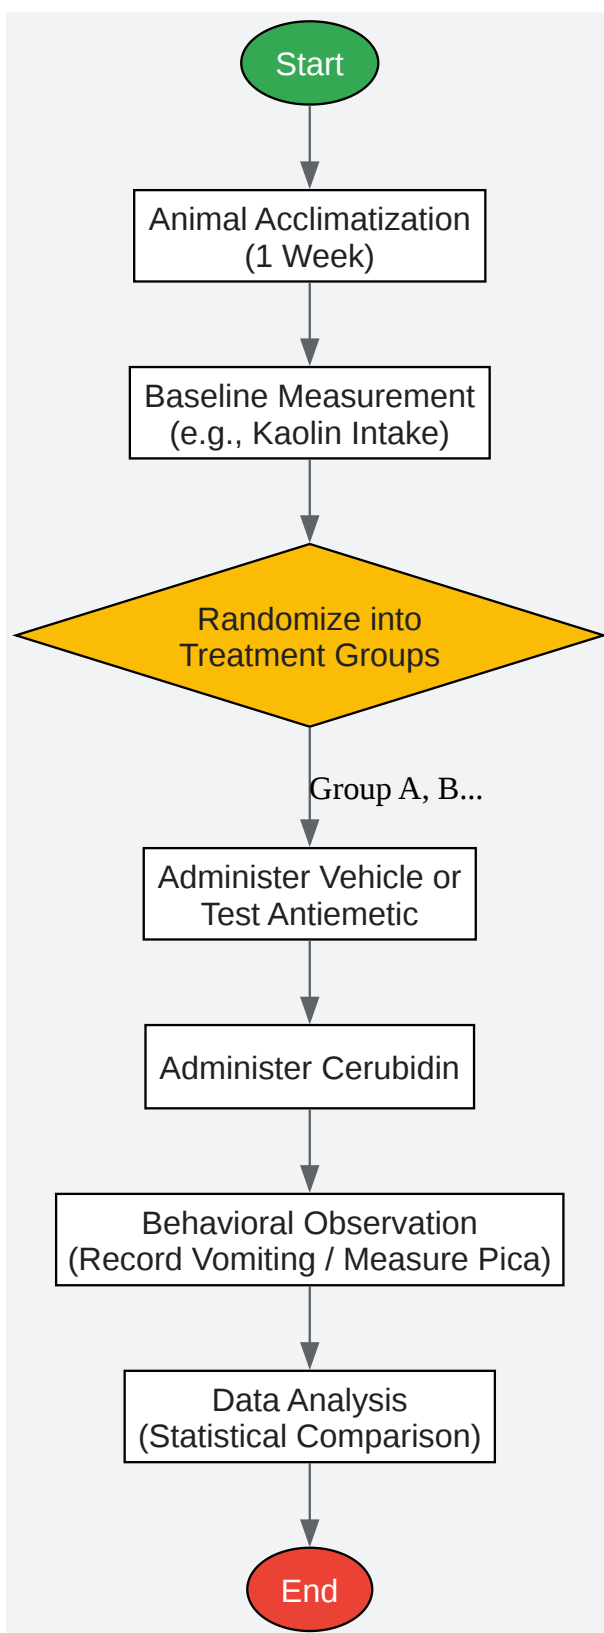 Start
Animal Acclimatization
(1 Week)
Baseline Measurement
(e.g., Kaolin Intake)
Randomize into
Treatment Groups
Group A, B...
Administer Vehicle or
Test Antiemetic
Administer Cerubidin
Behavioral Observation
(Record Vomiting / Measure Pica)
Data Analysis
(Statistical Comparison)
End